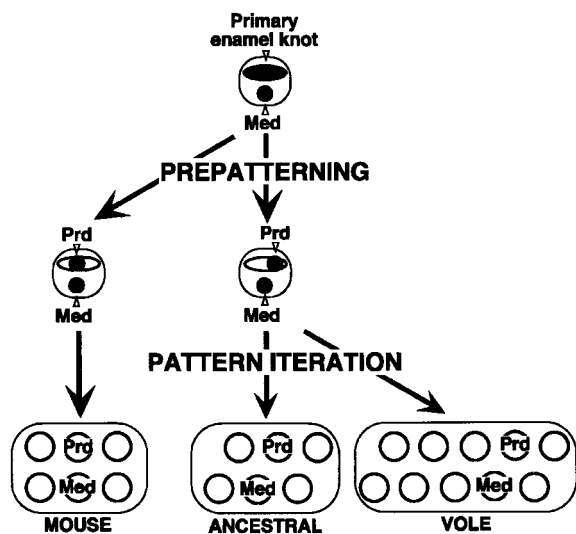 Primary
enamel knot
Med
PREPATTERNING
Prd
Prd
Med
Med
PATTERN ITERATION
Prd
Prd
Prd
Med
Med
Med
MOUSE
ANCESTRAL
VOLE